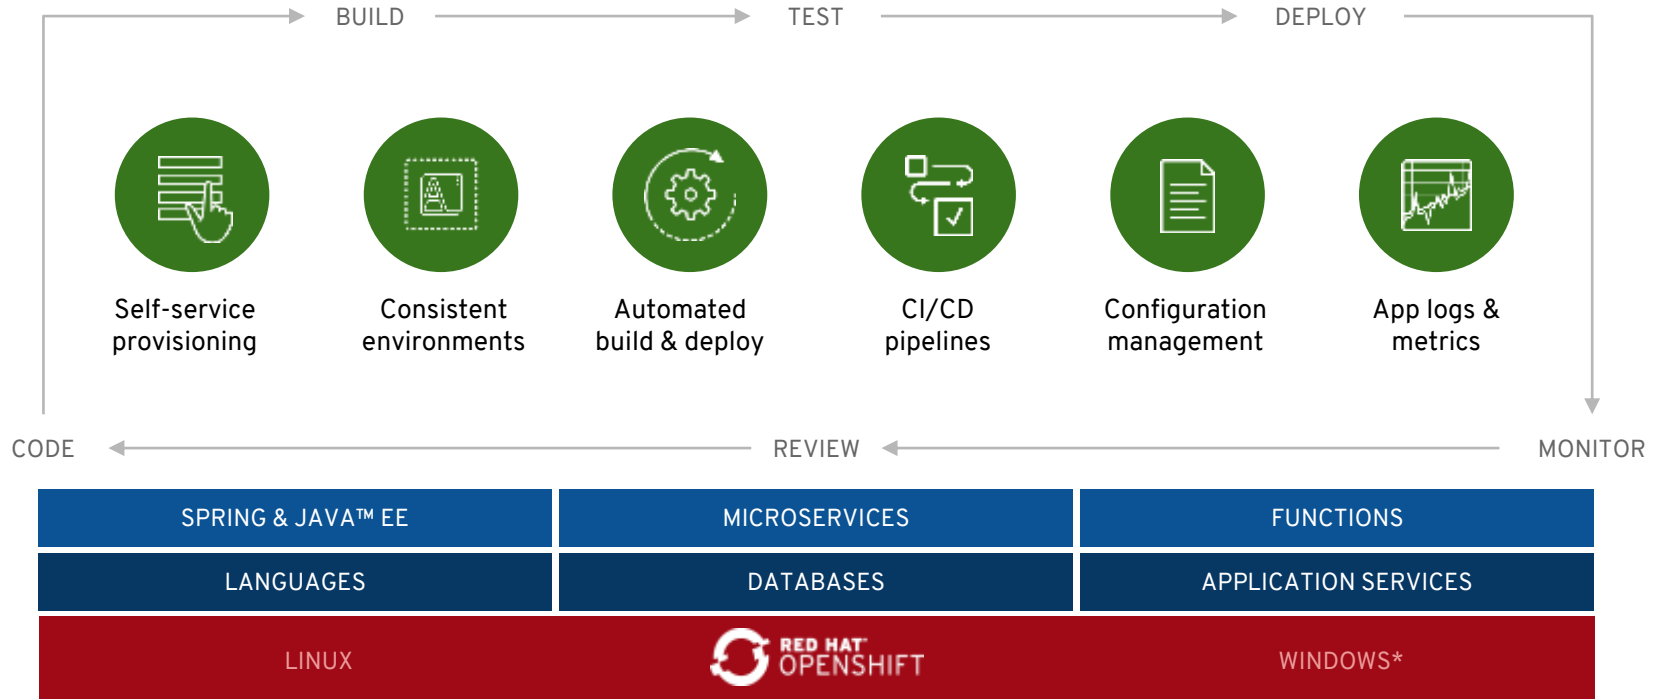 BUILD
TEST
DEPLOY
Self-service
provisioning
Consistent
environments
Automated
build & deploy
CI/CD
pipelines
Configuration
management
App logs &
metrics
CODE
REVIEW
MONITOR
SPRING & JAVA™ EE
MICROSERVICES
FUNCTIONS
LANGUAGES
DATABASES
APPLICATION SERVICES
LINUX
RED HAT™
OPENSHIFT
WINDOWS*